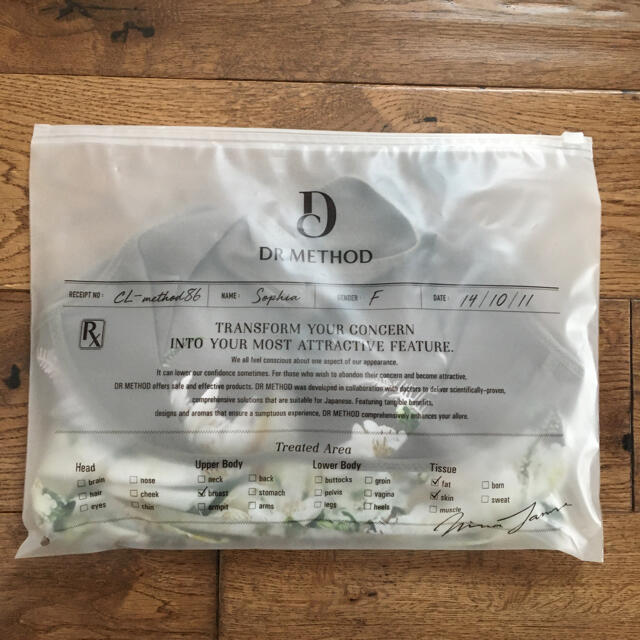 D
DR METHOD
RECEIPT NO : CL-method86 NAME : Sophia GENDER : F DATE : 14/10/11
Rx
TRANSFORM YOUR CONCERN
INTO YOUR MOST ATTRACTIVE FEATURE.
We all feel conscious about one aspect of our appearance.
It can lower our confidence sometimes. For those who wish to abandon their concern and become attractive.
DR METHOD offers safe and effective products. DR METHOD was developed in collaboration with doctors to deliver scientifically-proven,
comprehensive solutions that are suitable for Japanese. Featuring tangible benefits,
designs and aromas that ensure a sumptuous experience, DR METHOD comprehensively enhances your allure.
Treated Area
Head Upper Body Lower Body Tissue
brain nose neck back buttocks groin fat born
hair cheek breast stomach pelvis vagina skin sweat
eyes chin armpit arms legs heels muscle